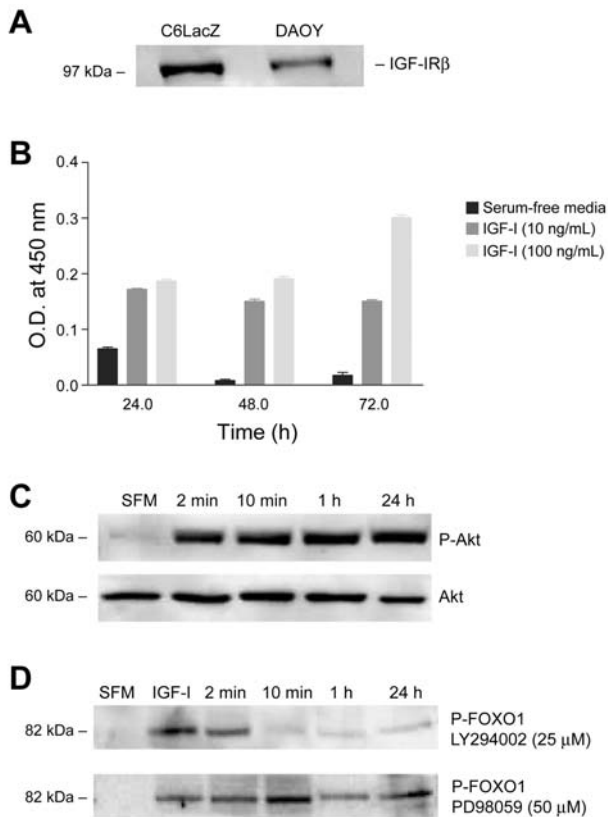 A
C6LacZ DAOY
97 kDa – – IGF-IRβ
B
0.4
0.3
0.2
0.1
0.0
O.D. at 450 nm
Serum-free media
IGF-I (10 ng/mL)
IGF-I (100 ng/mL)
24.0 48.0 72.0
Time (h)
C
SFM 2 min 10 min 1 h 24 h
60 kDa – P-Akt
60 kDa – Akt
D
SFM IGF-I 2 min 10 min 1 h 24 h
82 kDa – P-FOXO1
LY294002 (25 μM)
82 kDa – P-FOXO1
PD98059 (50 μM)